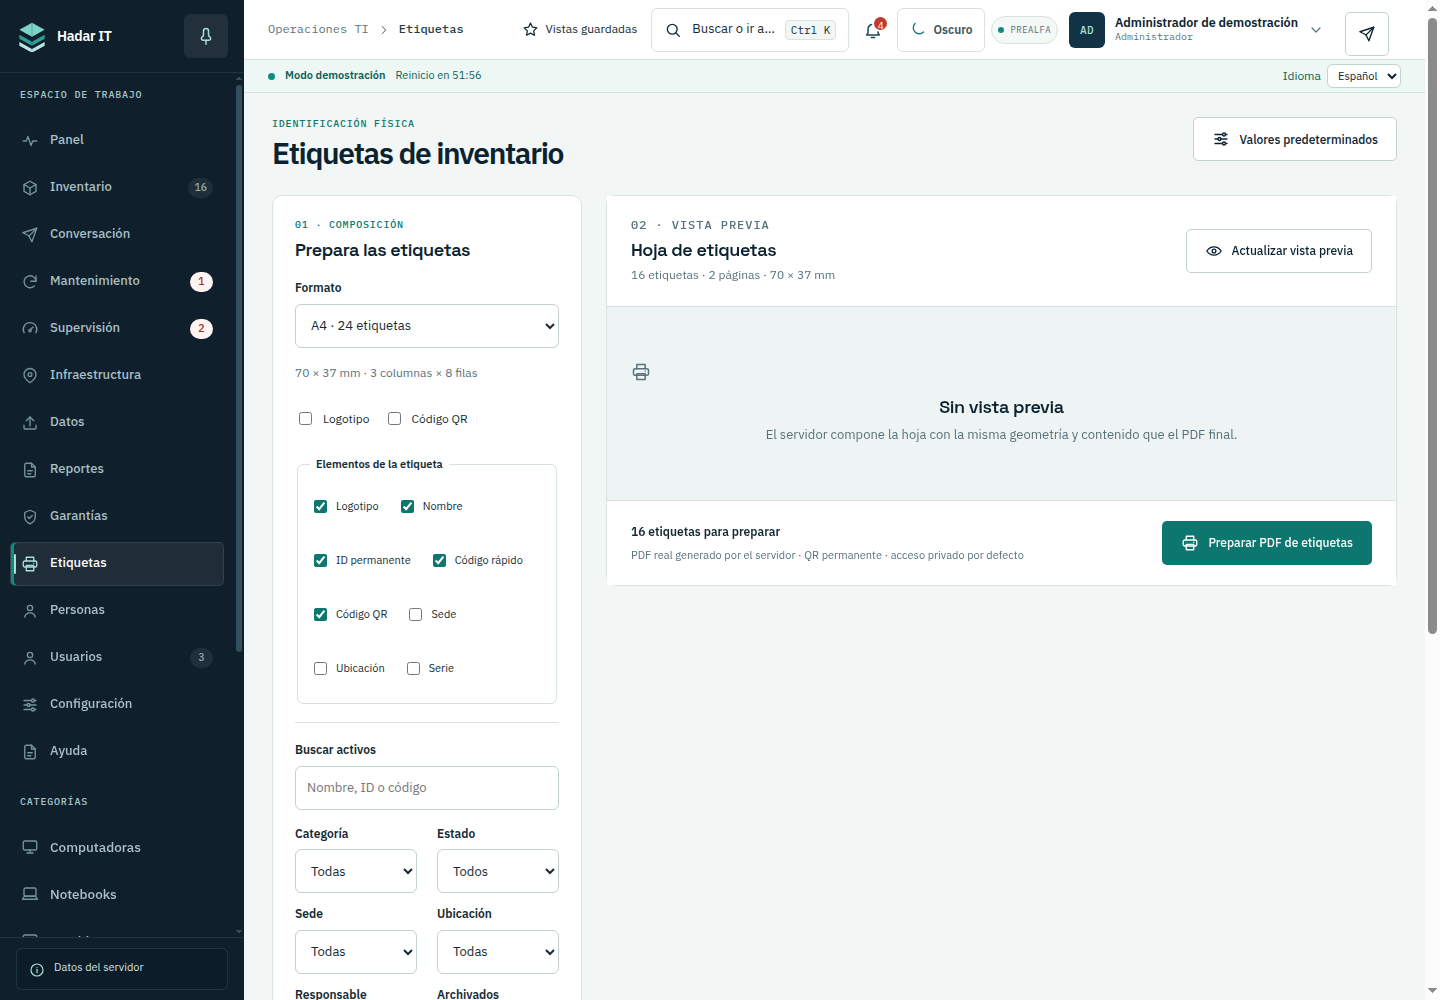 Hadar IT
ESPACIO DE TRABAJO
Panel
Inventario 16
Conversación
Mantenimiento 1
Supervisión 2
Infraestructura
Datos
Reportes
Garantías
Etiquetas
Personas
Usuarios 3
Configuración
Ayuda
CATEGORÍAS
Computadoras
Notebooks
Datos del servidor
Operaciones TI > Etiquetas
Vistas guardadas
Buscar o ir a... Ctrl K
4
Oscuro
PREALFA
AD
Administrador de demostración
Administrador
Modo demostración Reinicio en 51:56
Idioma Español
IDENTIFICACIÓN FÍSICA
Etiquetas de inventario
Valores predeterminados
01 · COMPOSICIÓN
Prepara las etiquetas
Formato
A4 · 24 etiquetas
70 × 37 mm · 3 columnas × 8 filas
Logotipo Código QR
Elementos de la etiqueta
Logotipo Nombre
ID permanente Código rápido
Código QR Sede
Ubicación Serie
Buscar activos
Nombre, ID o código
Categoría Estado
Todas Todos
Sede Ubicación
Todas Todas
Responsable Archivados
02 · VISTA PREVIA
Hoja de etiquetas
16 etiquetas · 2 páginas · 70 × 37 mm
Actualizar vista previa
Sin vista previa
El servidor compone la hoja con la misma geometría y contenido que el PDF final.
16 etiquetas para preparar
PDF real generado por el servidor · QR permanente · acceso privado por defecto
Preparar PDF de etiquetas